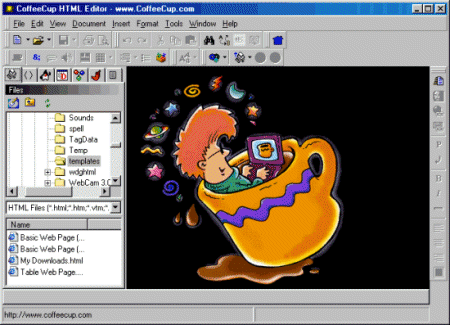 CoffeeCup HTML Editor - www.CoffeeCup.com
File Edit View Document Insert Format Tools Window Help
Files
Sounds
spell
TagData
Temp
templates
wdghtml
WebCam 3.0
HTML Files (*.html;*.htm;*.vtm;*.
Name
Basic Web Page (...
Basic Web Page (...
My Downloads.html
Table Web Page....
P
B
I
http://www.coffeecup.com